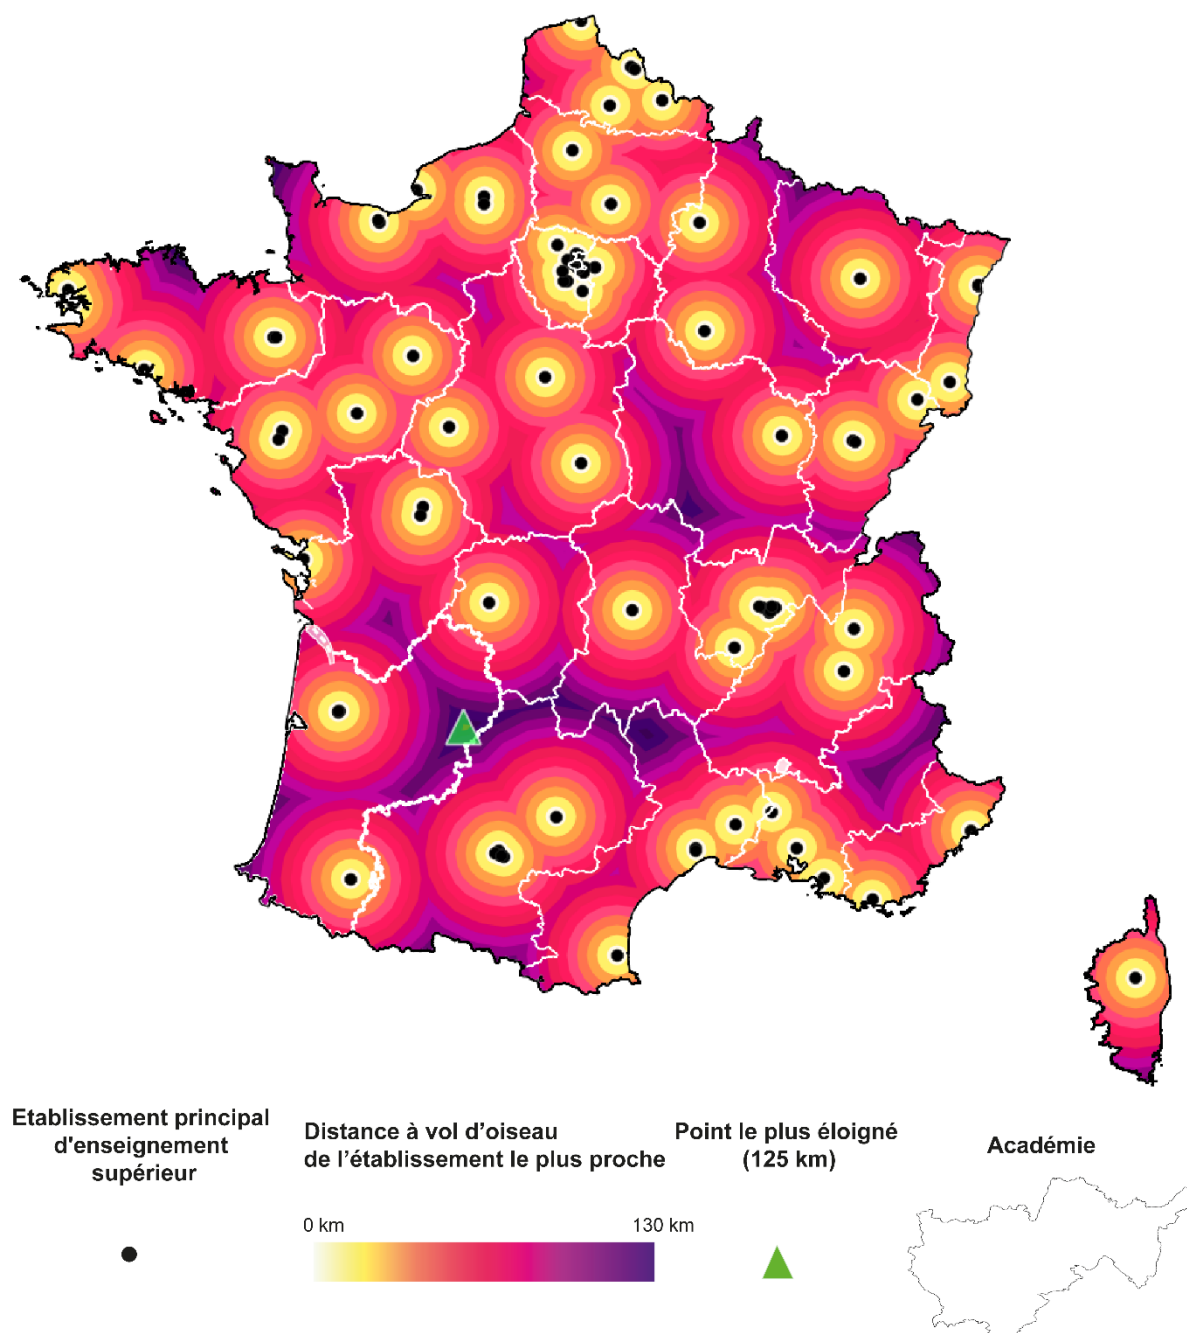 Etablissement principal
d'enseignement
supérieur
Distance à vol d'oiseau
de l'établissement le plus proche
0 km
130 km
Point le plus éloigné
(125 km)
Académie